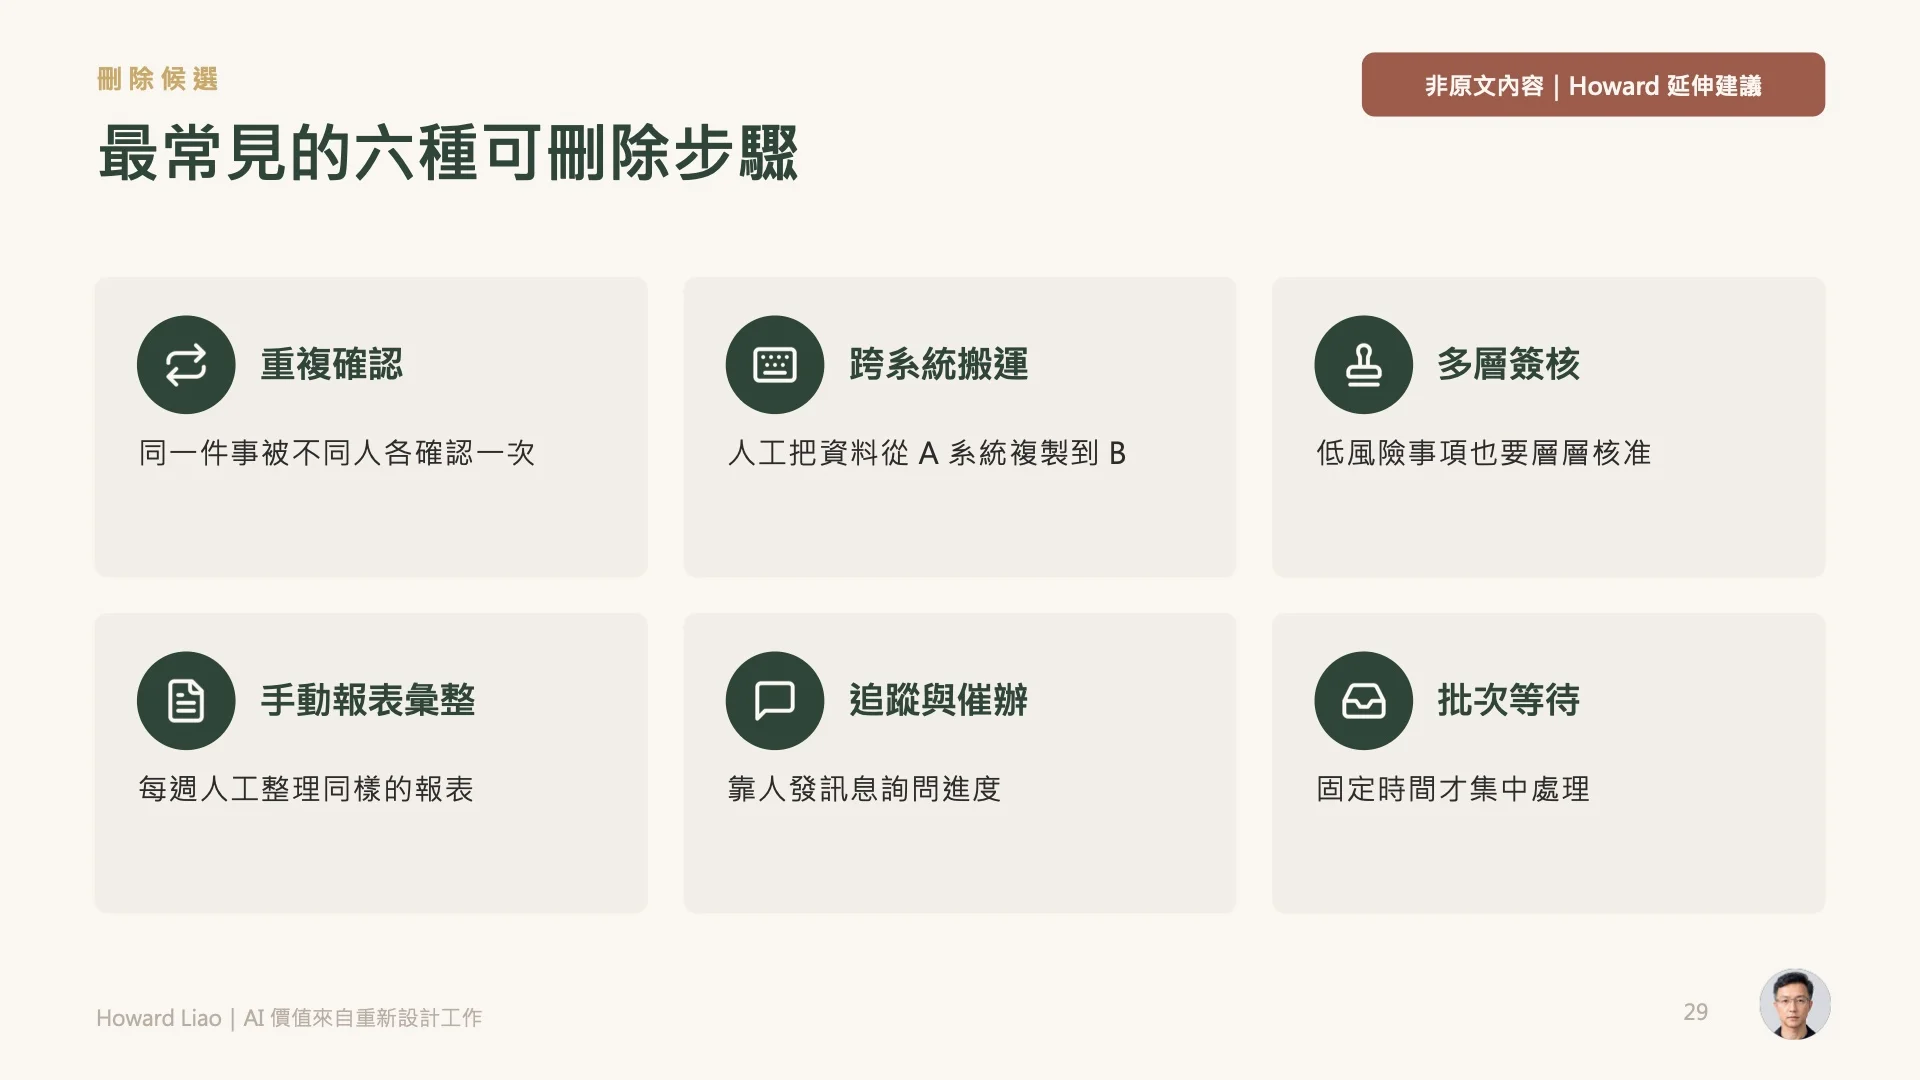 刪除候選
非原文內容｜Howard 延伸建議
最常見的六種可刪除步驟
重複確認
同一件事被不同人各確認一次
跨系統搬運
人工把資料從 A 系統複製到 B
多層簽核
低風險事項也要層層核准
手動報表彙整
每週人工整理同樣的報表
追蹤與催辦
靠人發訊息詢問進度
批次等待
固定時間才集中處理
Howard Liao｜AI 價值來自重新設計工作
29